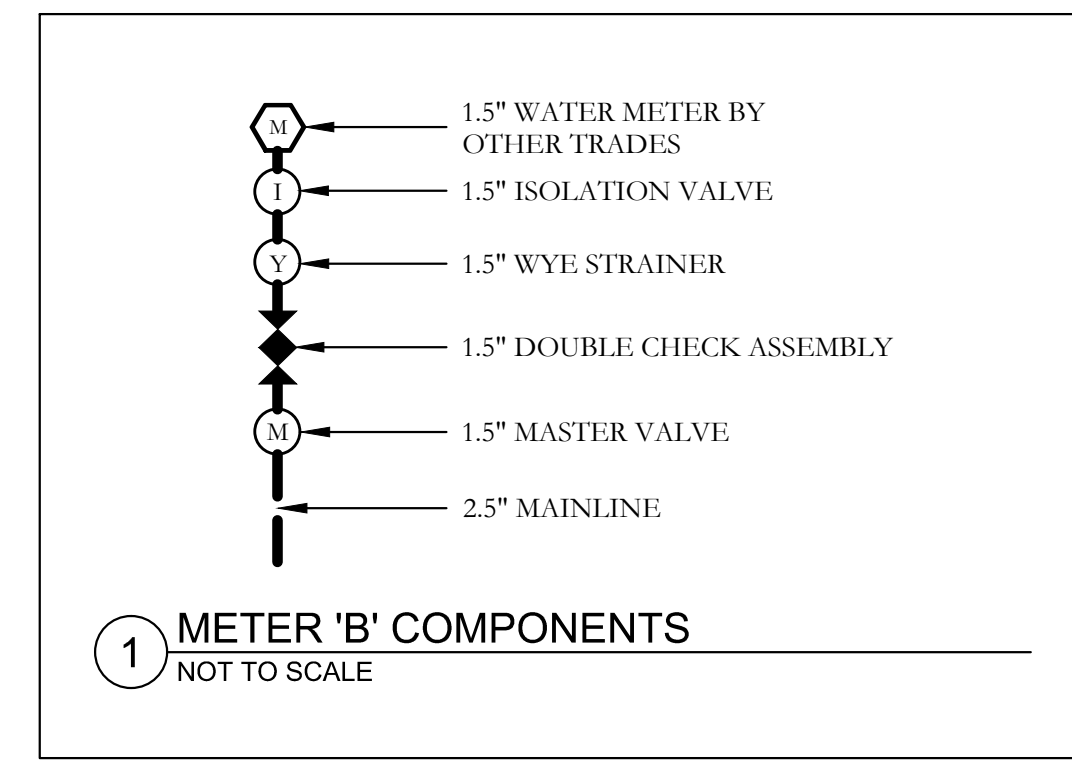 M
1.5" WATER METER BY
OTHER TRADES
I
1.5" ISOLATION VALVE
Y
1.5" WYE STRAINER
1.5" DOUBLE CHECK ASSEMBLY
M
1.5" MASTER VALVE
2.5" MAINLINE
1
METER 'B' COMPONENTS
NOT TO SCALE